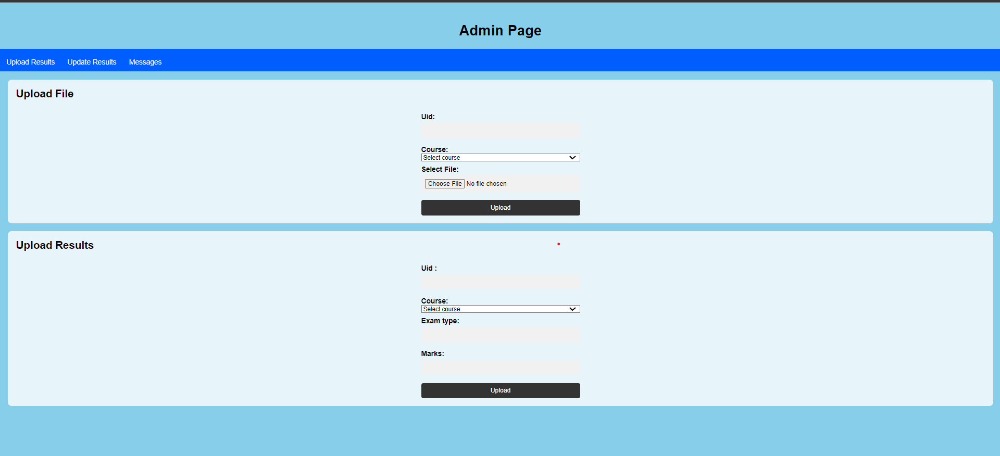 Admin Page
Upload Results Update Results Messages
Upload File
Uid:
Course:
Select course
Select File:
Choose File No file chosen
Upload
Upload Results
Uid :
Course:
Select course
Exam type:
Marks:
Upload